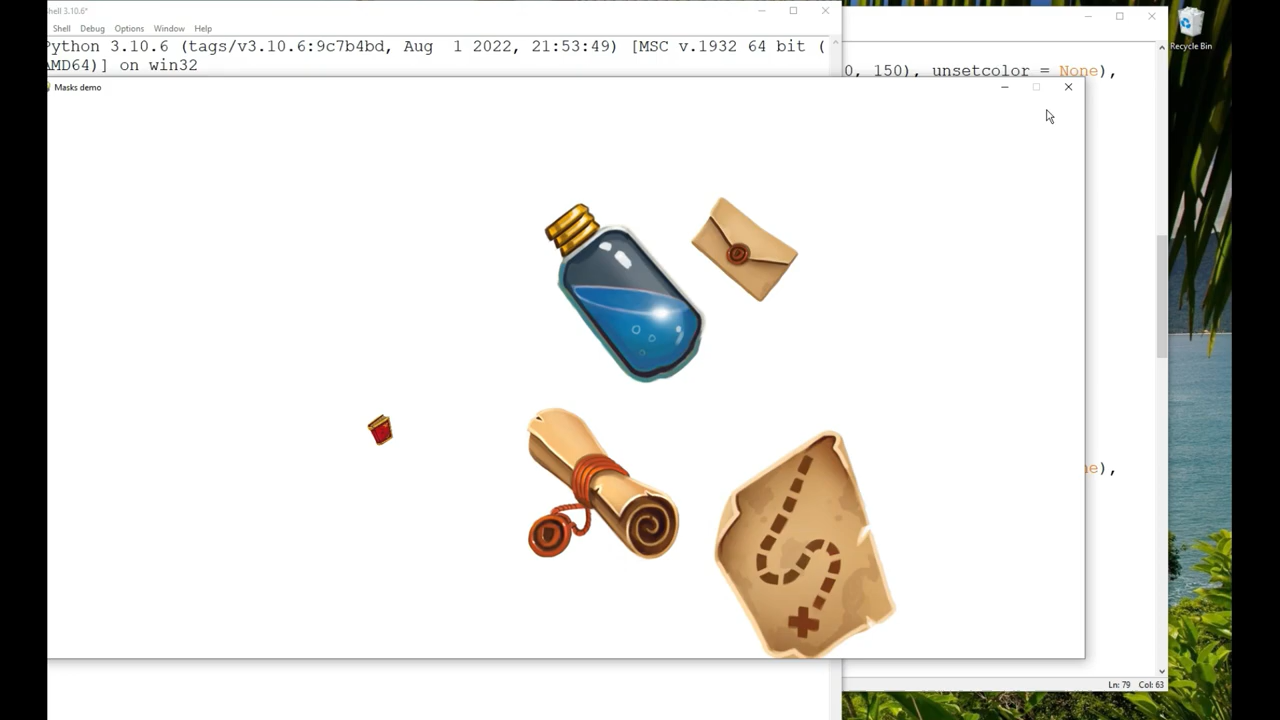 hell 3.10.6*
Shell Debug Options Window Help
Python 3.10.6 (tags/v3.10.6:9c7b4bd, Aug  1 2022, 21:53:49) [MSC v.1932 64 bit (
AMD64)] on win32
0, 150), unsetcolor = None),
Recycle Bin
Masks demo
ne),
Ln: 79 Col: 63